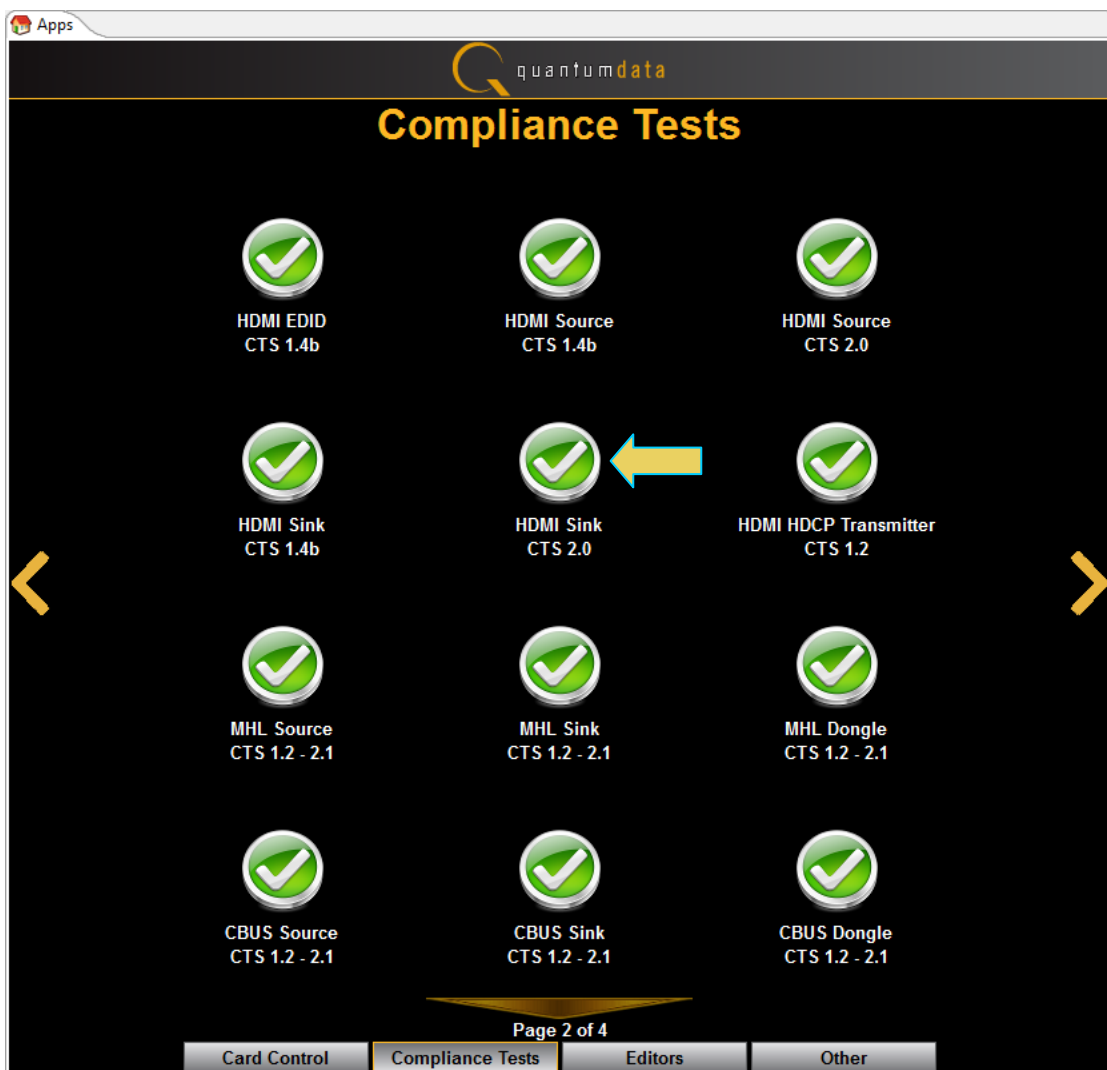 Apps
quantumdata
Compliance Tests
HDMI EDID
CTS 1.4b
HDMI Source
CTS 1.4b
HDMI Source
CTS 2.0
HDMI Sink
CTS 1.4b
HDMI Sink
CTS 2.0
HDMI HDCP Transmitter
CTS 1.2
MHL Source
CTS 1.2 - 2.1
MHL Sink
CTS 1.2 - 2.1
MHL Dongle
CTS 1.2 - 2.1
CBUS Source
CTS 1.2 - 2.1
CBUS Sink
CTS 1.2 - 2.1
CBUS Dongle
CTS 1.2 - 2.1
Page 2 of 4
Card Control
Compliance Tests
Editors
Other